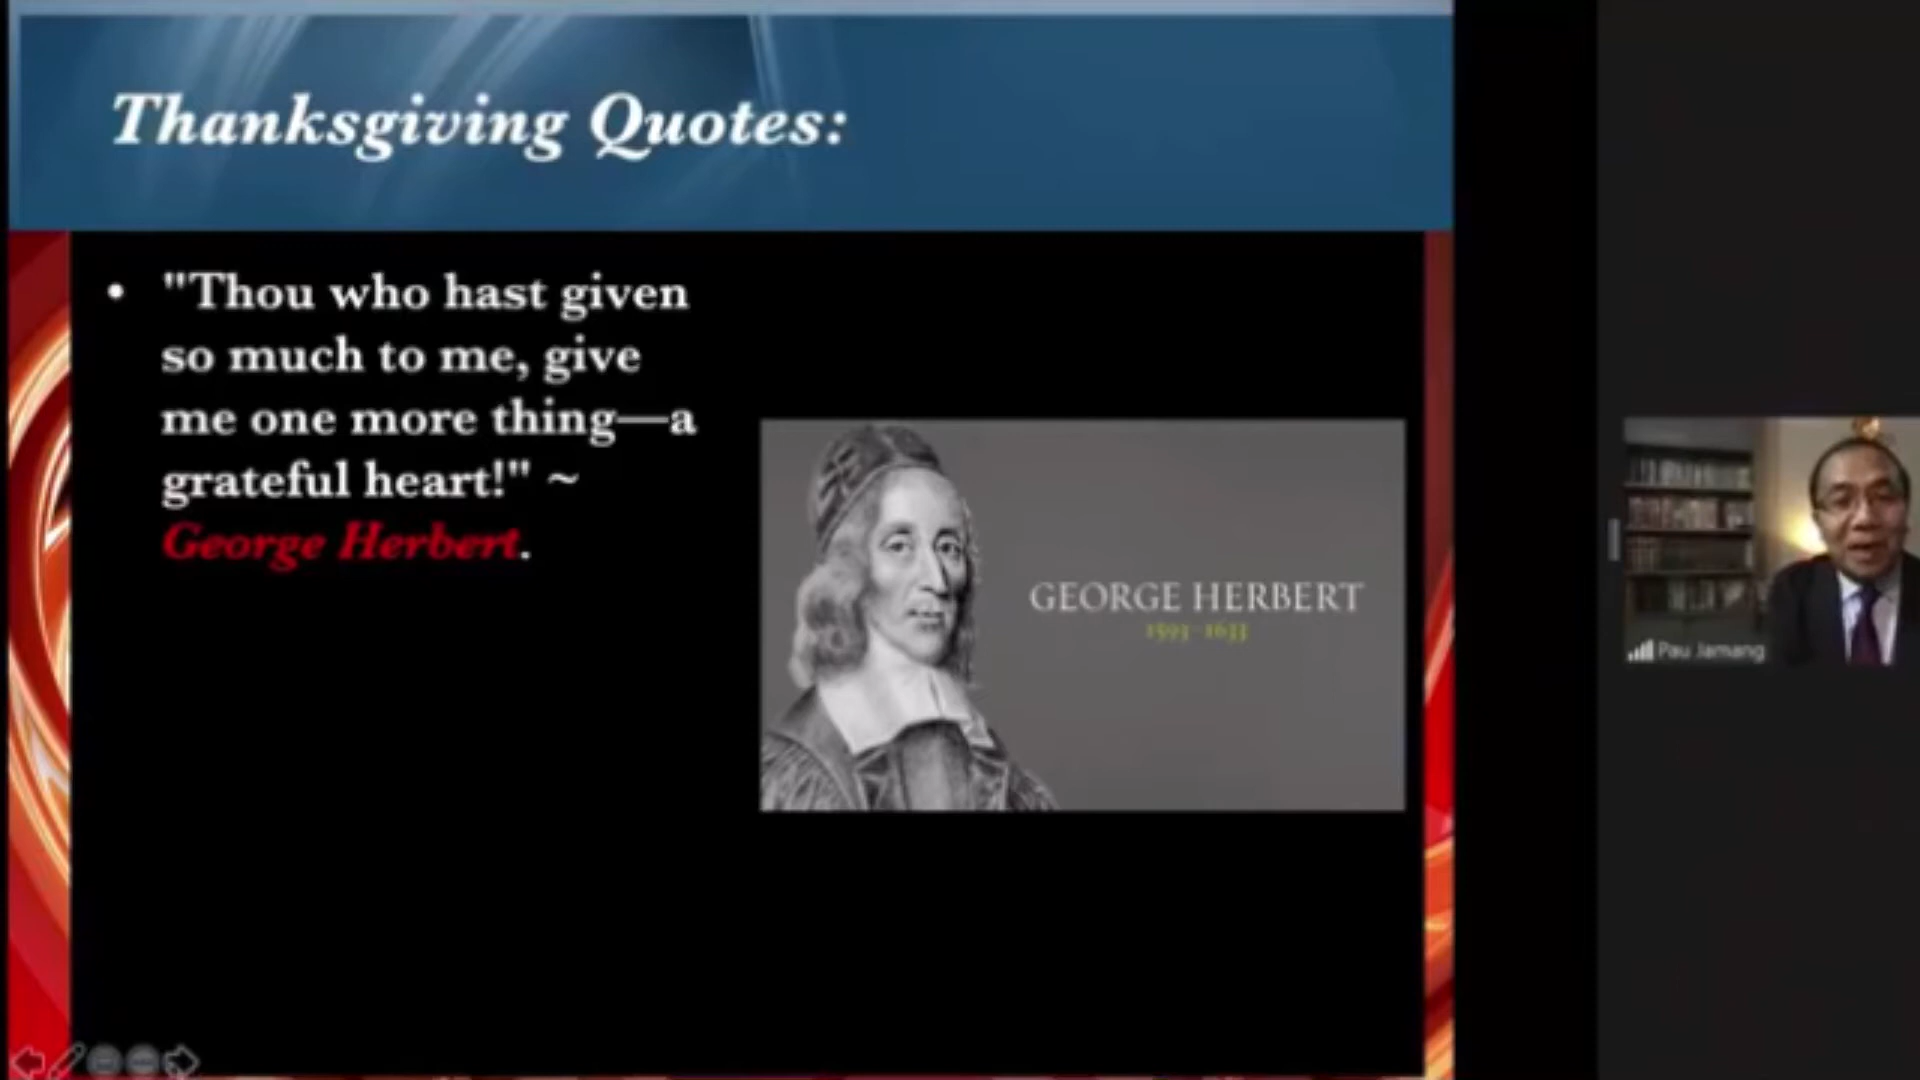 Thanksgiving Quotes:
• "Thou who hast given
so much to me, give
me one more thing—a
grateful heart!" ~
George Herbert.
GEORGE HERBERT
1593-1633
Pau Jamang